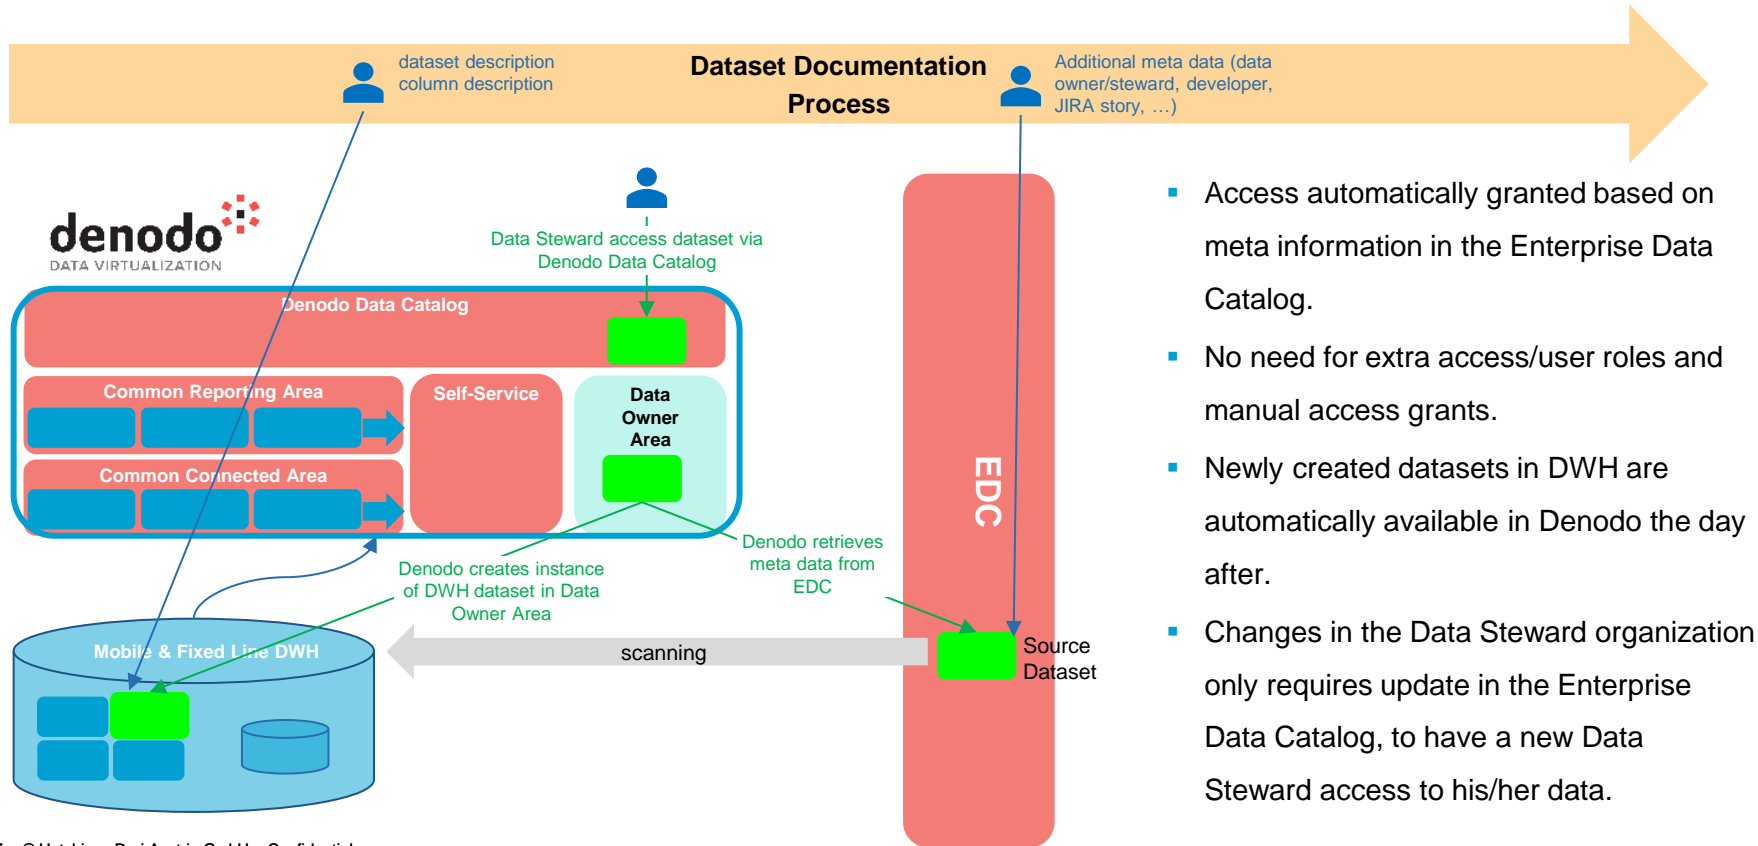 dataset description
column description
Dataset Documentation
Process
Additional meta data (data
owner/steward, developer,
JIRA story, …)
denodo
DATA VIRTUALIZATION
Data Steward access dataset via
Denodo Data Catalog
Denodo Data Catalog
Common Reporting Area
Common Connected Area
Self-Service
Data
Owner
Area
Denodo creates instance
of DWH dataset in Data
Owner Area
Denodo retrieves
meta data from
EDC
EDC
Mobile & Fixed Line DWH
scanning
Source
Dataset
▪ Access automatically granted based on
meta information in the Enterprise Data
Catalog.
▪ No need for extra access/user roles and
manual access grants.
▪ Newly created datasets in DWH are
automatically available in Denodo the day
after.
▪ Changes in the Data Steward organization
only requires update in the Enterprise
Data Catalog, to have a new Data
Steward access to his/her data.